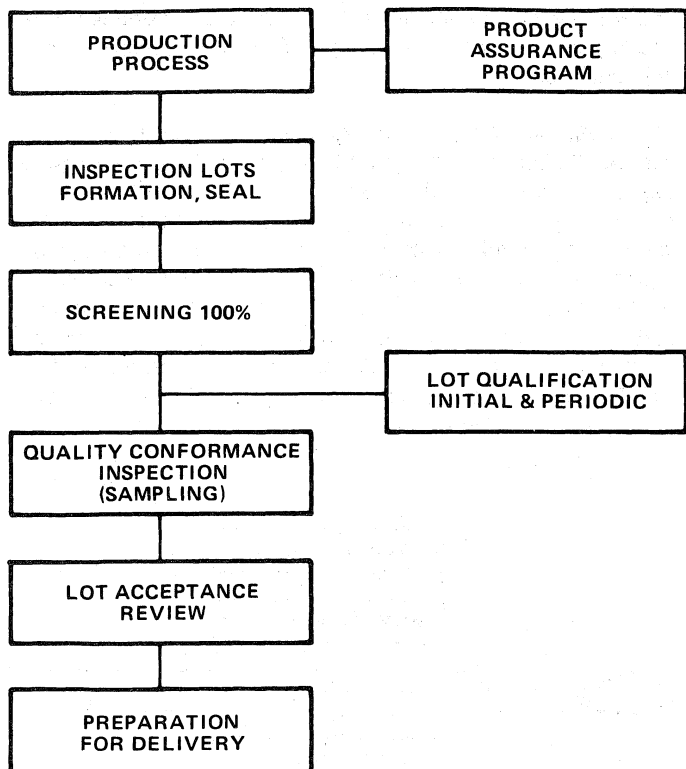 PRODUCTION
PROCESS
PRODUCT
ASSURANCE
PROGRAM
INSPECTION LOTS
FORMATION, SEAL
SCREENING 100%
LOT QUALIFICATION
INITIAL & PERIODIC
QUALITY CONFORMANCE
INSPECTION
(SAMPLING)
LOT ACCEPTANCE
REVIEW
PREPARATION
FOR DELIVERY